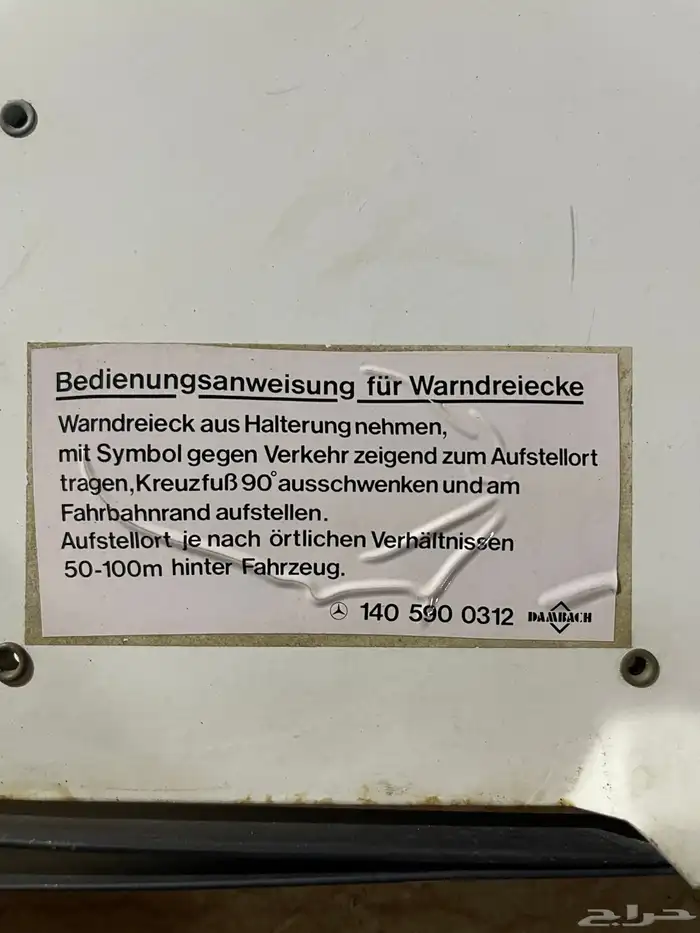 Bedienungsanweisung für Warndreiecke
Warndreieck aus Halterung nehmen,
mit Symbol gegen Verkehr zeigend zum Aufstellort
tragen,Kreuzfuß 90° ausschwenken und am
Fahrbahnrand aufstellen.
Aufstellort je nach örtlichen Verhältnissen
50-100m hinter Fahrzeug.
140 590 0312 DAMBACH
حراج